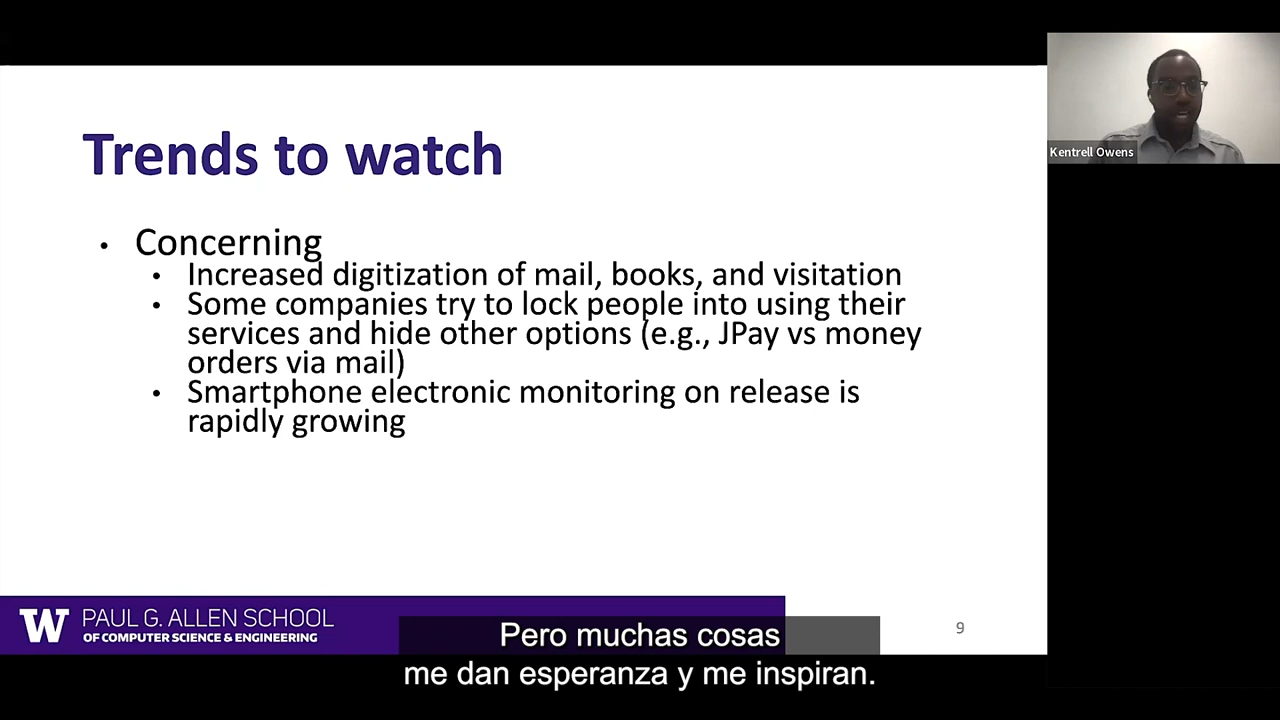 Trends to watch
• Concerning
• Increased digitization of mail, books, and visitation
• Some companies try to lock people into using their
services and hide other options (e.g., JPay vs money
orders via mail)
• Smartphone electronic monitoring on release is
rapidly growing
Kentrell Owens
W PAUL G. ALLEN SCHOOL
OF COMPUTER SCIENCE & ENGINEERING
9
Pero muchas cosas
me dan esperanza y me inspiran.